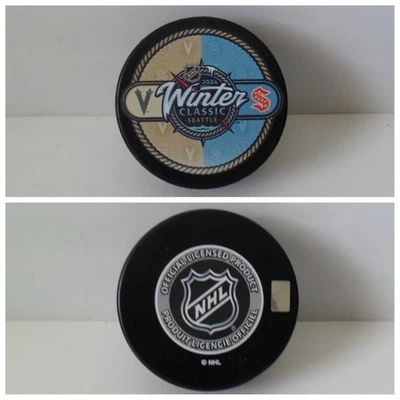 2024
V Winter S
CLASSIC
SEATTLE
OFFICIAL LICENSED PRODUCT
NHL
PRODUIT LICENCIÉ OFFICIEL
© NHL